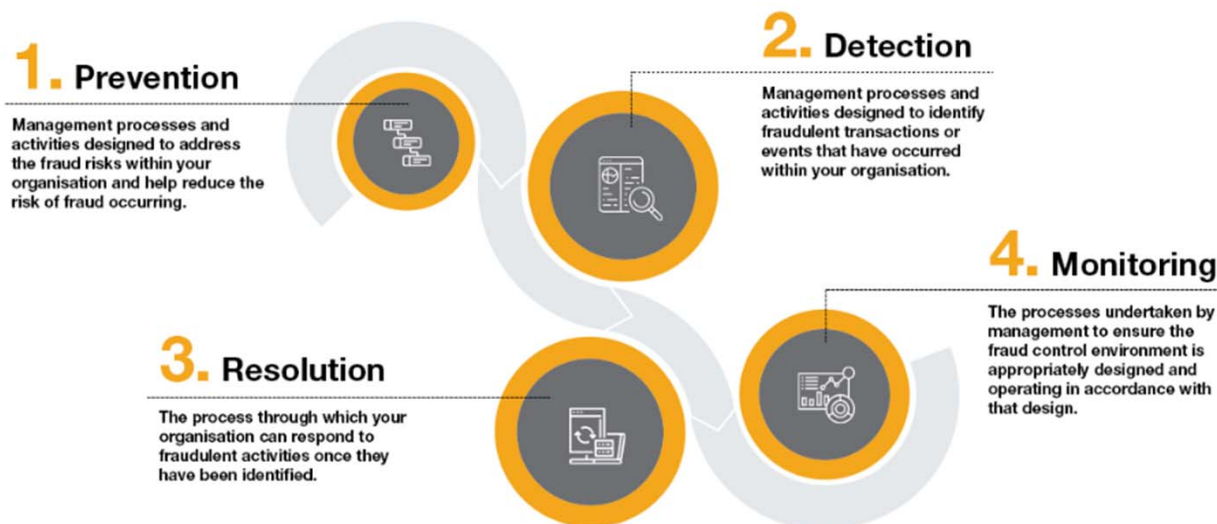 1. Prevention
Management processes and
activities designed to address
the fraud risks within your
organisation and help reduce the
risk of fraud occurring.
2. Detection
Management processes and
activities designed to identify
fraudulent transactions or
events that have occurred
within your organisation.
3. Resolution
The process through which your
organisation can respond to
fraudulent activities once they
have been identified.
4. Monitoring
The processes undertaken by
management to ensure the
fraud control environment is
appropriately designed and
operating in accordance with
that design.